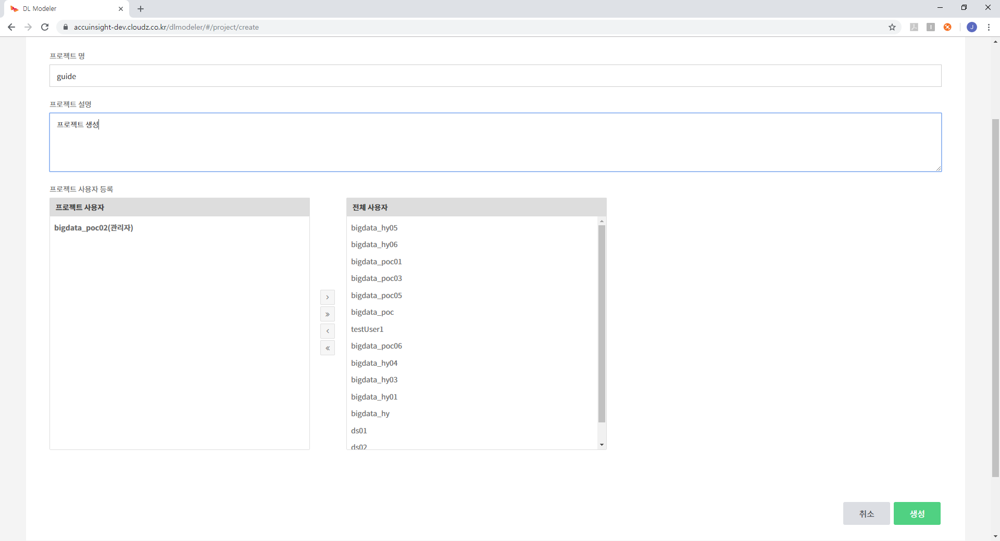 DL Modeler
accuinsight-dev.cloudz.co.kr/dlmodeler/#/project/create
J
프로젝트 명
guide
프로젝트 설명
프로젝트 생성
프로젝트 사용자 등록
프로젝트 사용자
전체 사용자
bigdata_poc02(관리자)
bigdata_hy05
bigdata_hy06
bigdata_poc01
bigdata_poc03
bigdata_poc05
bigdata_poc
testUser1
bigdata_poc06
bigdata_hy04
bigdata_hy03
bigdata_hy01
bigdata_hy
ds01
ds02
취소
생성